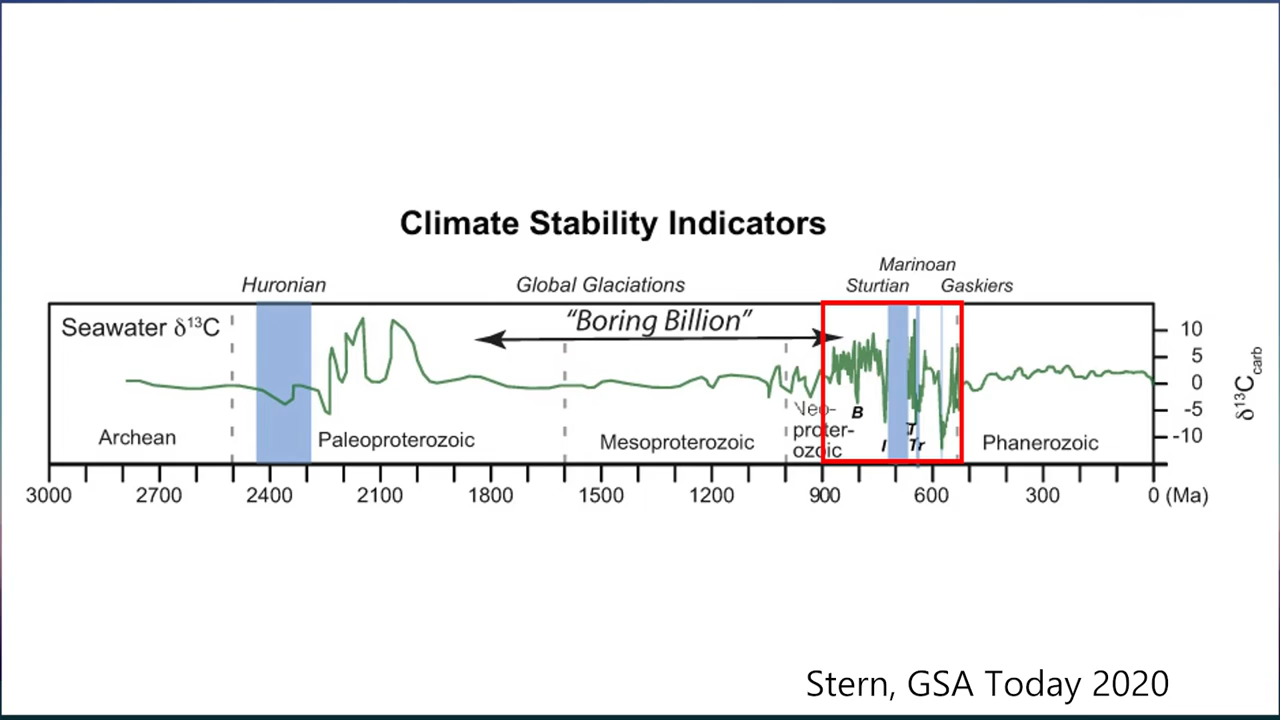 Climate Stability Indicators
Marinoan
Huronian Global Glaciations Sturtian Gaskiers
Seawater δ¹³C
“Boring Billion”
10
5
0
-5
-10
δ¹³Ccarb
Archean Paleoproterozoic Mesoproterozoic
Neo-
proter-
ozoic
B
I
T
Tr
Phanerozoic
3000 2700 2400 2100 1800 1500 1200 900 600 300 0 (Ma)
Stern, GSA Today 2020